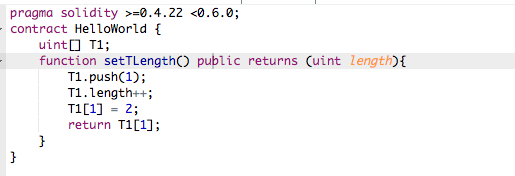 pragma solidity >=0.4.22 <0.6.0;
contract HelloWorld {
    uint[] T1;
    function setTLength() public returns (uint length){
        T1.push(1);
        T1.length++;
        T1[1] = 2;
        return T1[1];
    }
}